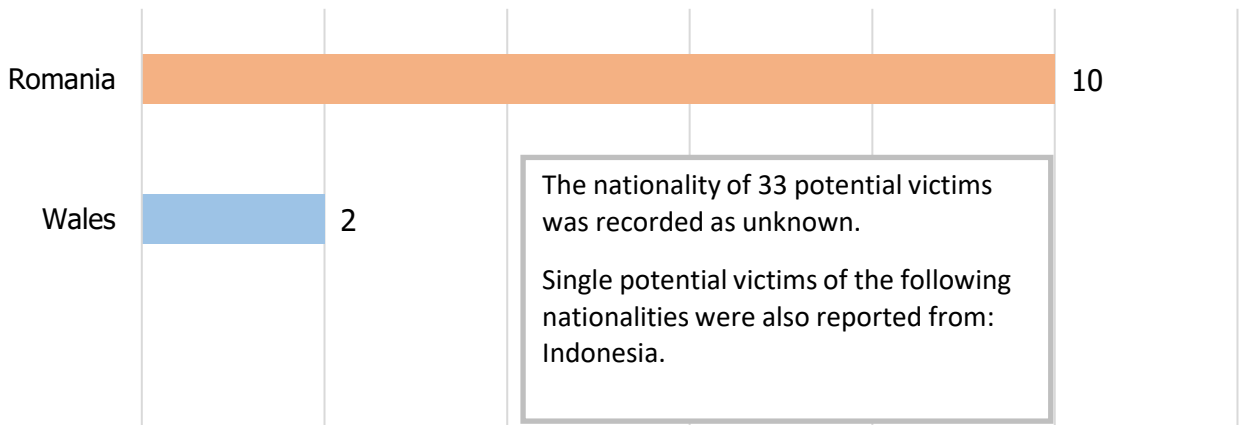 Romania 10
Wales 2
The nationality of 33 potential victims
was recorded as unknown.
Single potential victims of the following
nationalities were also reported from:
Indonesia.